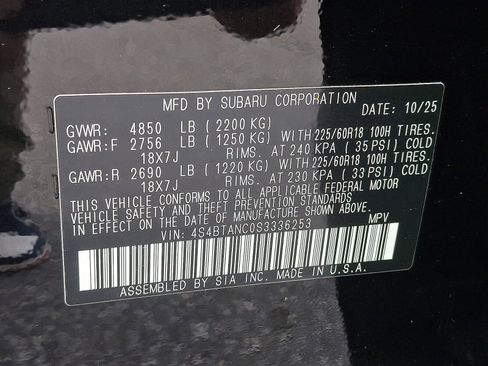 MFD BY SUBARU CORPORATION
DATE: 10/25
GVWR: 4850 LB (2200 KG)
GAWR:F 2756 LB (1250 KG) WITH 225/60R18 100H TIRES.
18X7J RIMS. AT 240 KPA (35 PSI) COLD
GAWR:R 2690 LB (1220 KG) WITH 225/60R18 100H TIRES.
18X7J RIMS. AT 230 KPA (33 PSI) COLD
THIS VEHICLE CONFORMS TO ALL APPLICABLE FEDERAL MOTOR
VEHICLE SAFETY AND THEFT PREVENTION STANDARDS
IN EFFECT ON THE DATE OF MANUFACTURE SHOWN ABOVE.
VIN: 4S4BTANC0S3336253 MPV
ASSEMBLED BY SIA INC. MADE IN U.S.A.